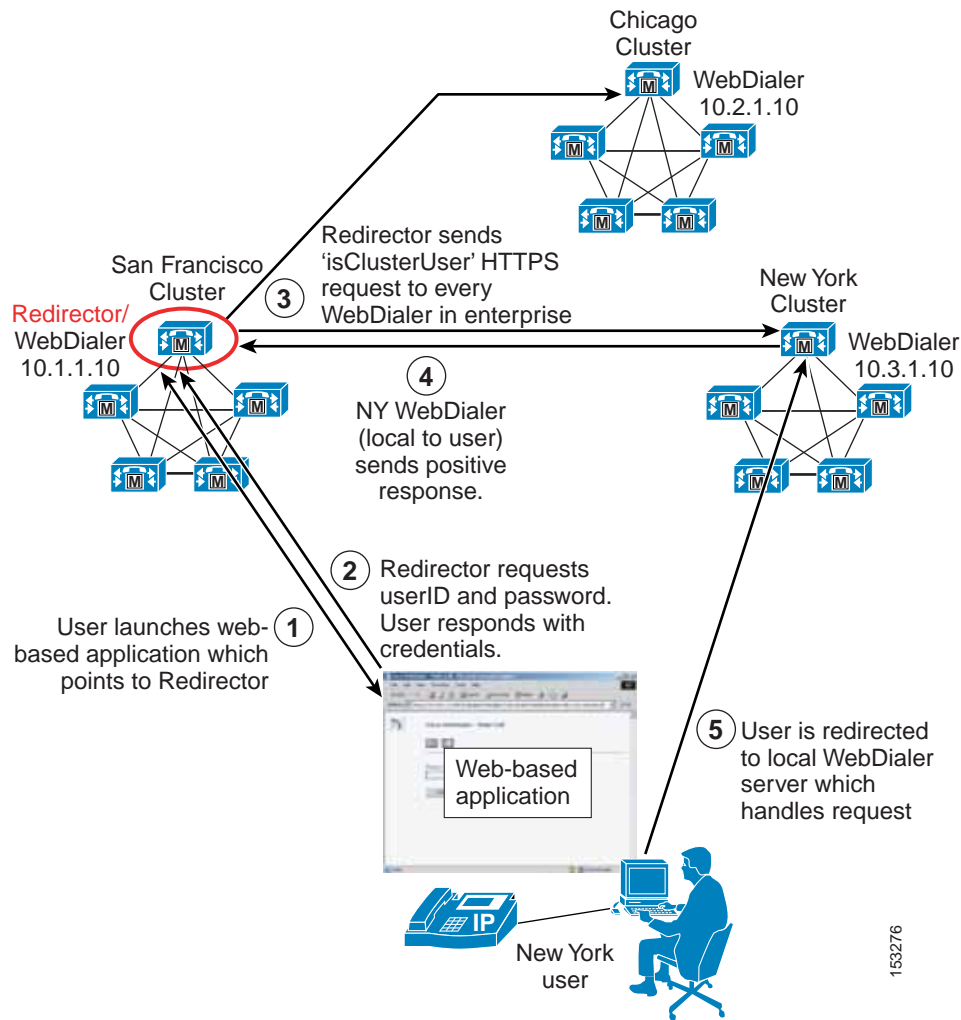 Chicago
Cluster
M
WebDialer
10.2.1.10
M
M
M
M
San Francisco
Cluster
Redirector/
WebDialer
10.1.1.10
M
M
M
M
M
3
Redirector sends
‘isClusterUser’ HTTPS
request to every
WebDialer in enterprise
New York
Cluster
M
WebDialer
10.3.1.10
M
M
M
M
4
NY WebDialer
(local to user)
sends positive
response.
2
Redirector requests
userID and password.
User responds with
credentials.
1
User launches web-
based application which
points to Redirector
Web-based
application
5
User is redirected
to local WebDialer
server which
handles request
IP
New York
user
153276